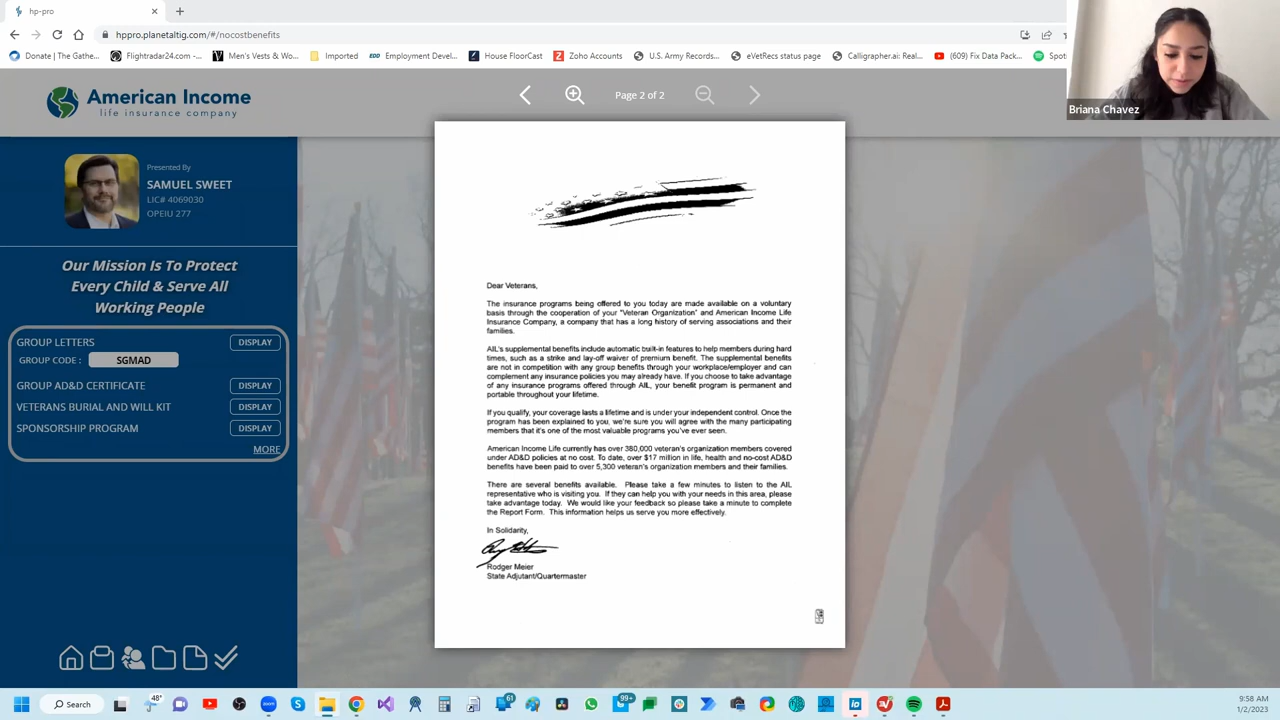 hp-pro
hppro.planetaltig.com/#/nocostbenefits
Donate | The Gathe...
Flightradar24.com -...
Men's Vests & Wo...
Imported
EDD
Employment Devel...
House FloorCast
Zoho Accounts
U.S. Army Records...
eVetRecs status page
Calligrapher.ai: Real...
(609) Fix Data Pack...
Spot
Briana Chavez
American Income
life insurance company
Page 2 of 2
Presented By
SAMUEL SWEET
LIC# 4069030
OPEIU 277
Our Mission Is To Protect
Every Child & Serve All
Working People
GROUP LETTERS
DISPLAY
GROUP CODE :
SGMAD
GROUP AD&D CERTIFICATE
DISPLAY
VETERANS BURIAL AND WILL KIT
DISPLAY
SPONSORSHIP PROGRAM
DISPLAY
MORE
Dear Veterans,
The insurance programs being offered to you today are made available on a voluntary
basis through the cooperation of your "Veteran Organization" and American Income Life
Insurance Company, a company that has a long history of serving associations and their
families.
AIL's supplemental benefits include automatic built-in features to help members during hard
times, such as a strike and lay-off waiver of premium benefit. The supplemental benefits
are not in competition with any group benefits through your workplace/employer and can
complement any insurance policies you may already have. If you choose to take advantage
of any insurance programs offered through AIL, your benefit program is permanent and
portable throughout your lifetime.
If you qualify, your coverage lasts a lifetime and is under your independent control. Once the
program has been explained to you, we're sure you will agree with the many participating
members that it's one of the most valuable programs you've ever seen.
American Income Life currently has over 380,000 veteran's organization members covered
under AD&D policies at no cost. To date, over $17 million in life, health and no-cost AD&D
benefits have been paid to over 5,300 veteran's organization members and their families.
There are several benefits available. Please take a few minutes to listen to the AIL
representative who is visiting you. If they can help you with your needs in this area, please
take advantage today. We would like your feedback so please take a minute to complete
the Report Form. This information helps us serve you more effectively.
In Solidarity,
Rodger Meier
State Adjutant/Quartermaster
Search
48°
61
99+
9:58 AM
1/2/2023